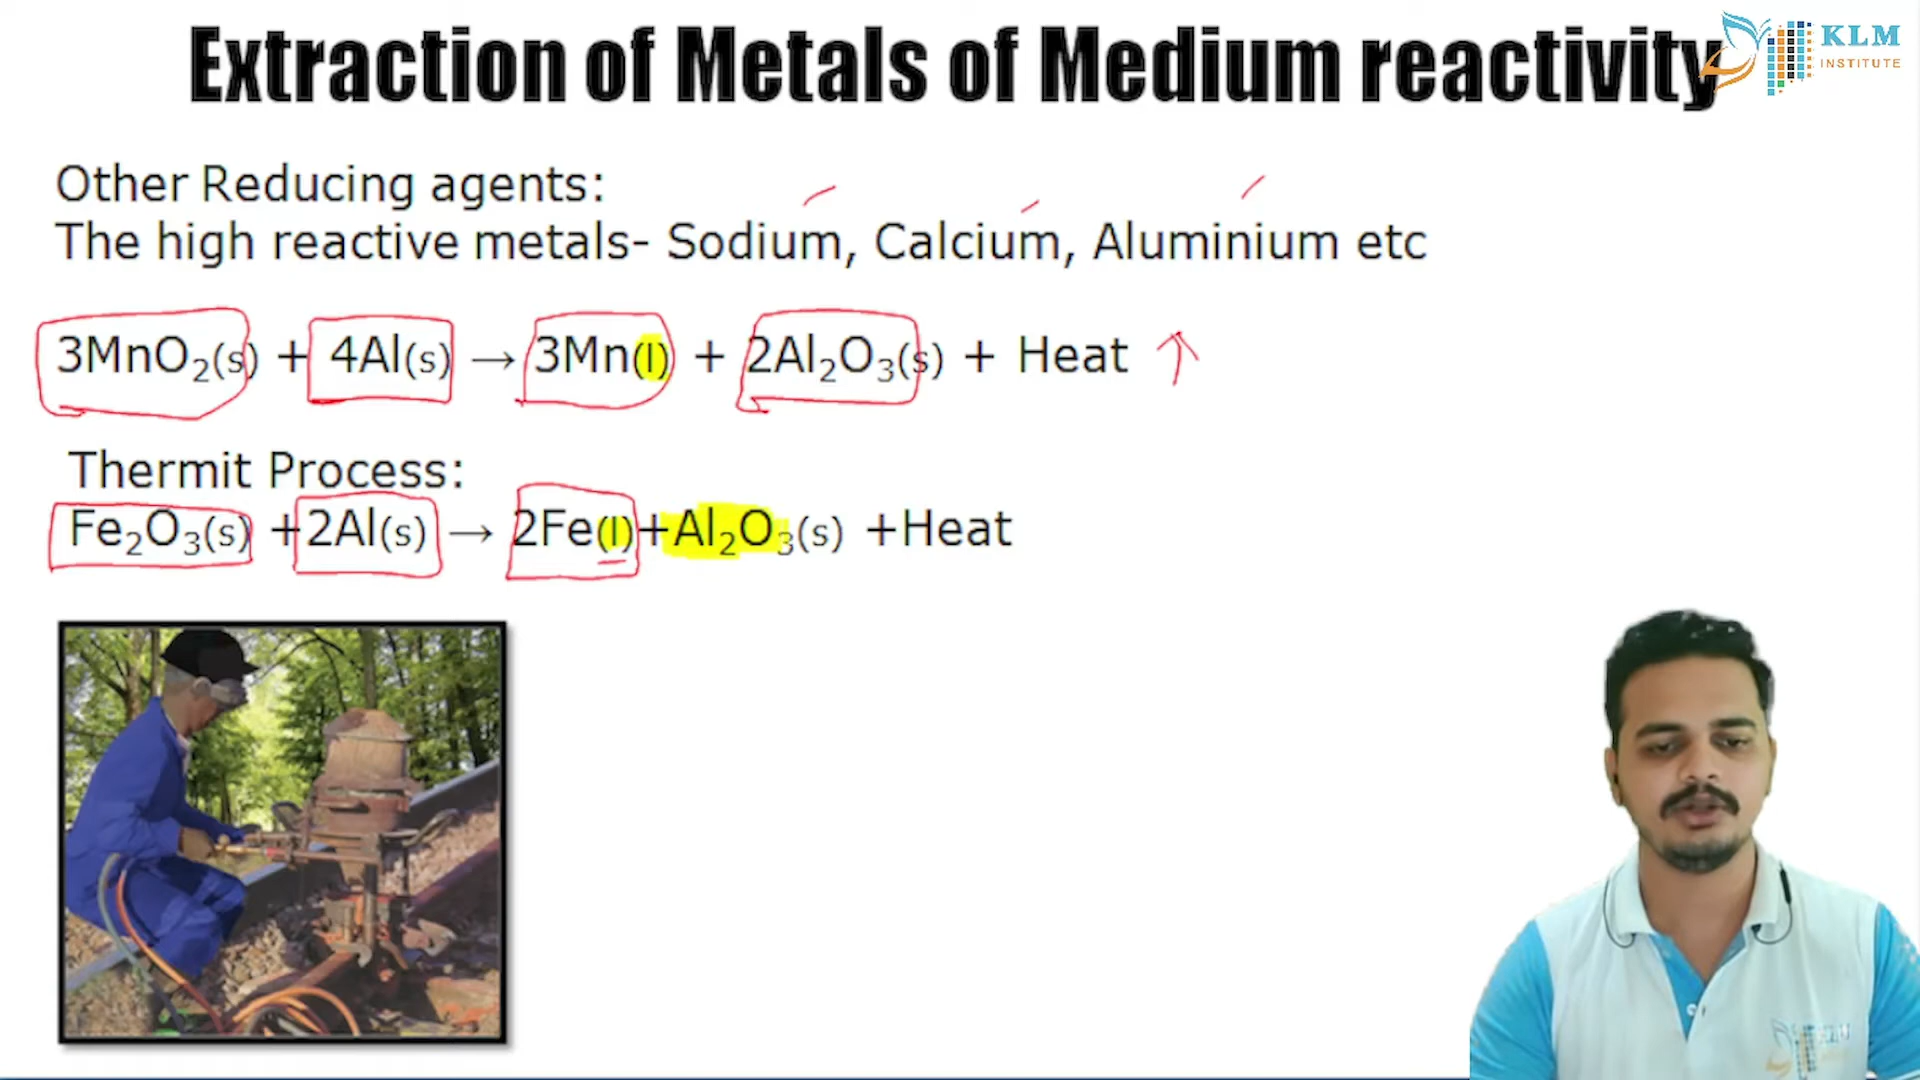 Extraction of Metals of Medium reactivity
KLM
INSTITUTE
Other Reducing agents:
The high reactive metals- Sodium, Calcium, Aluminium etc
3MnO₂(s) + 4Al(s) → 3Mn(l) + 2Al₂O₃(s) + Heat ↑
Thermit Process:
Fe₂O₃(s) +2Al(s) → 2Fe(l)+Al₂O₃(s) +Heat